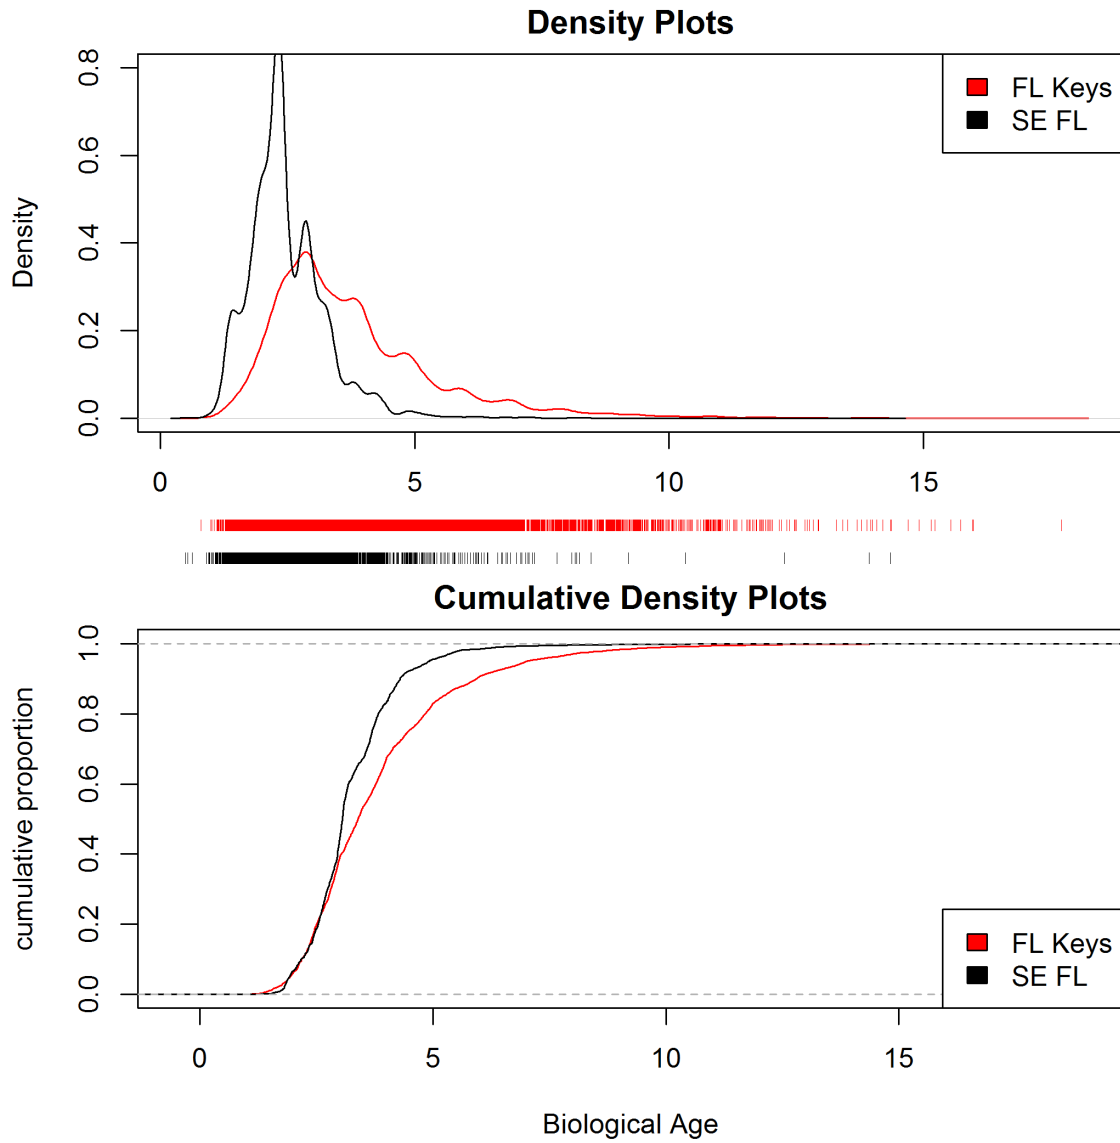 Density Plots
Density
0.0
0.2
0.4
0.6
0.8
FL Keys
SE FL
0 5 10 15
Cumulative Density Plots
cumulative proportion
0.0
0.2
0.4
0.6
0.8
1.0
FL Keys
SE FL
0 5 10 15
Biological Age